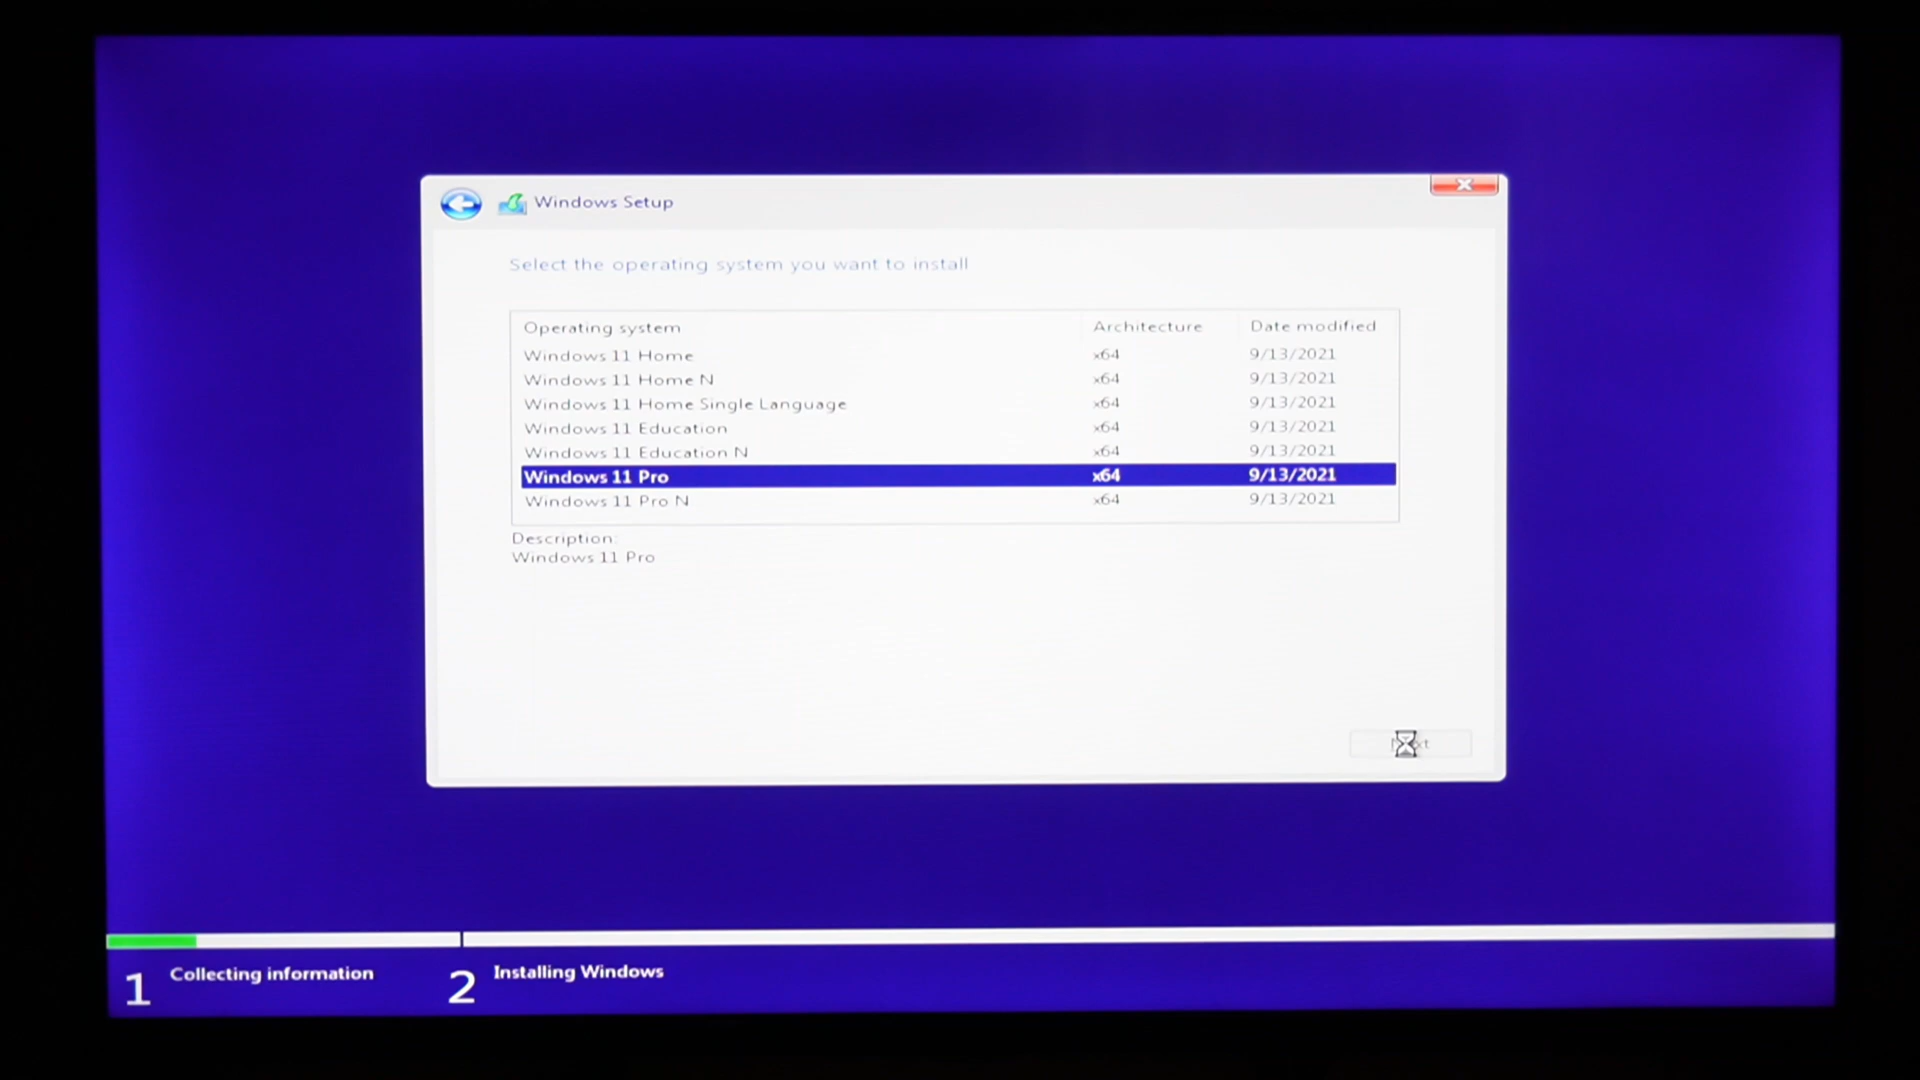 Windows Setup
Select the operating system you want to install
Operating system Architecture Date modified
Windows 11 Home x64 9/13/2021
Windows 11 Home N x64 9/13/2021
Windows 11 Home Single Language x64 9/13/2021
Windows 11 Education x64 9/13/2021
Windows 11 Education N x64 9/13/2021
Windows 11 Pro x64 9/13/2021
Windows 11 Pro N x64 9/13/2021
Description:
Windows 11 Pro
1 Collecting information 2 Installing Windows